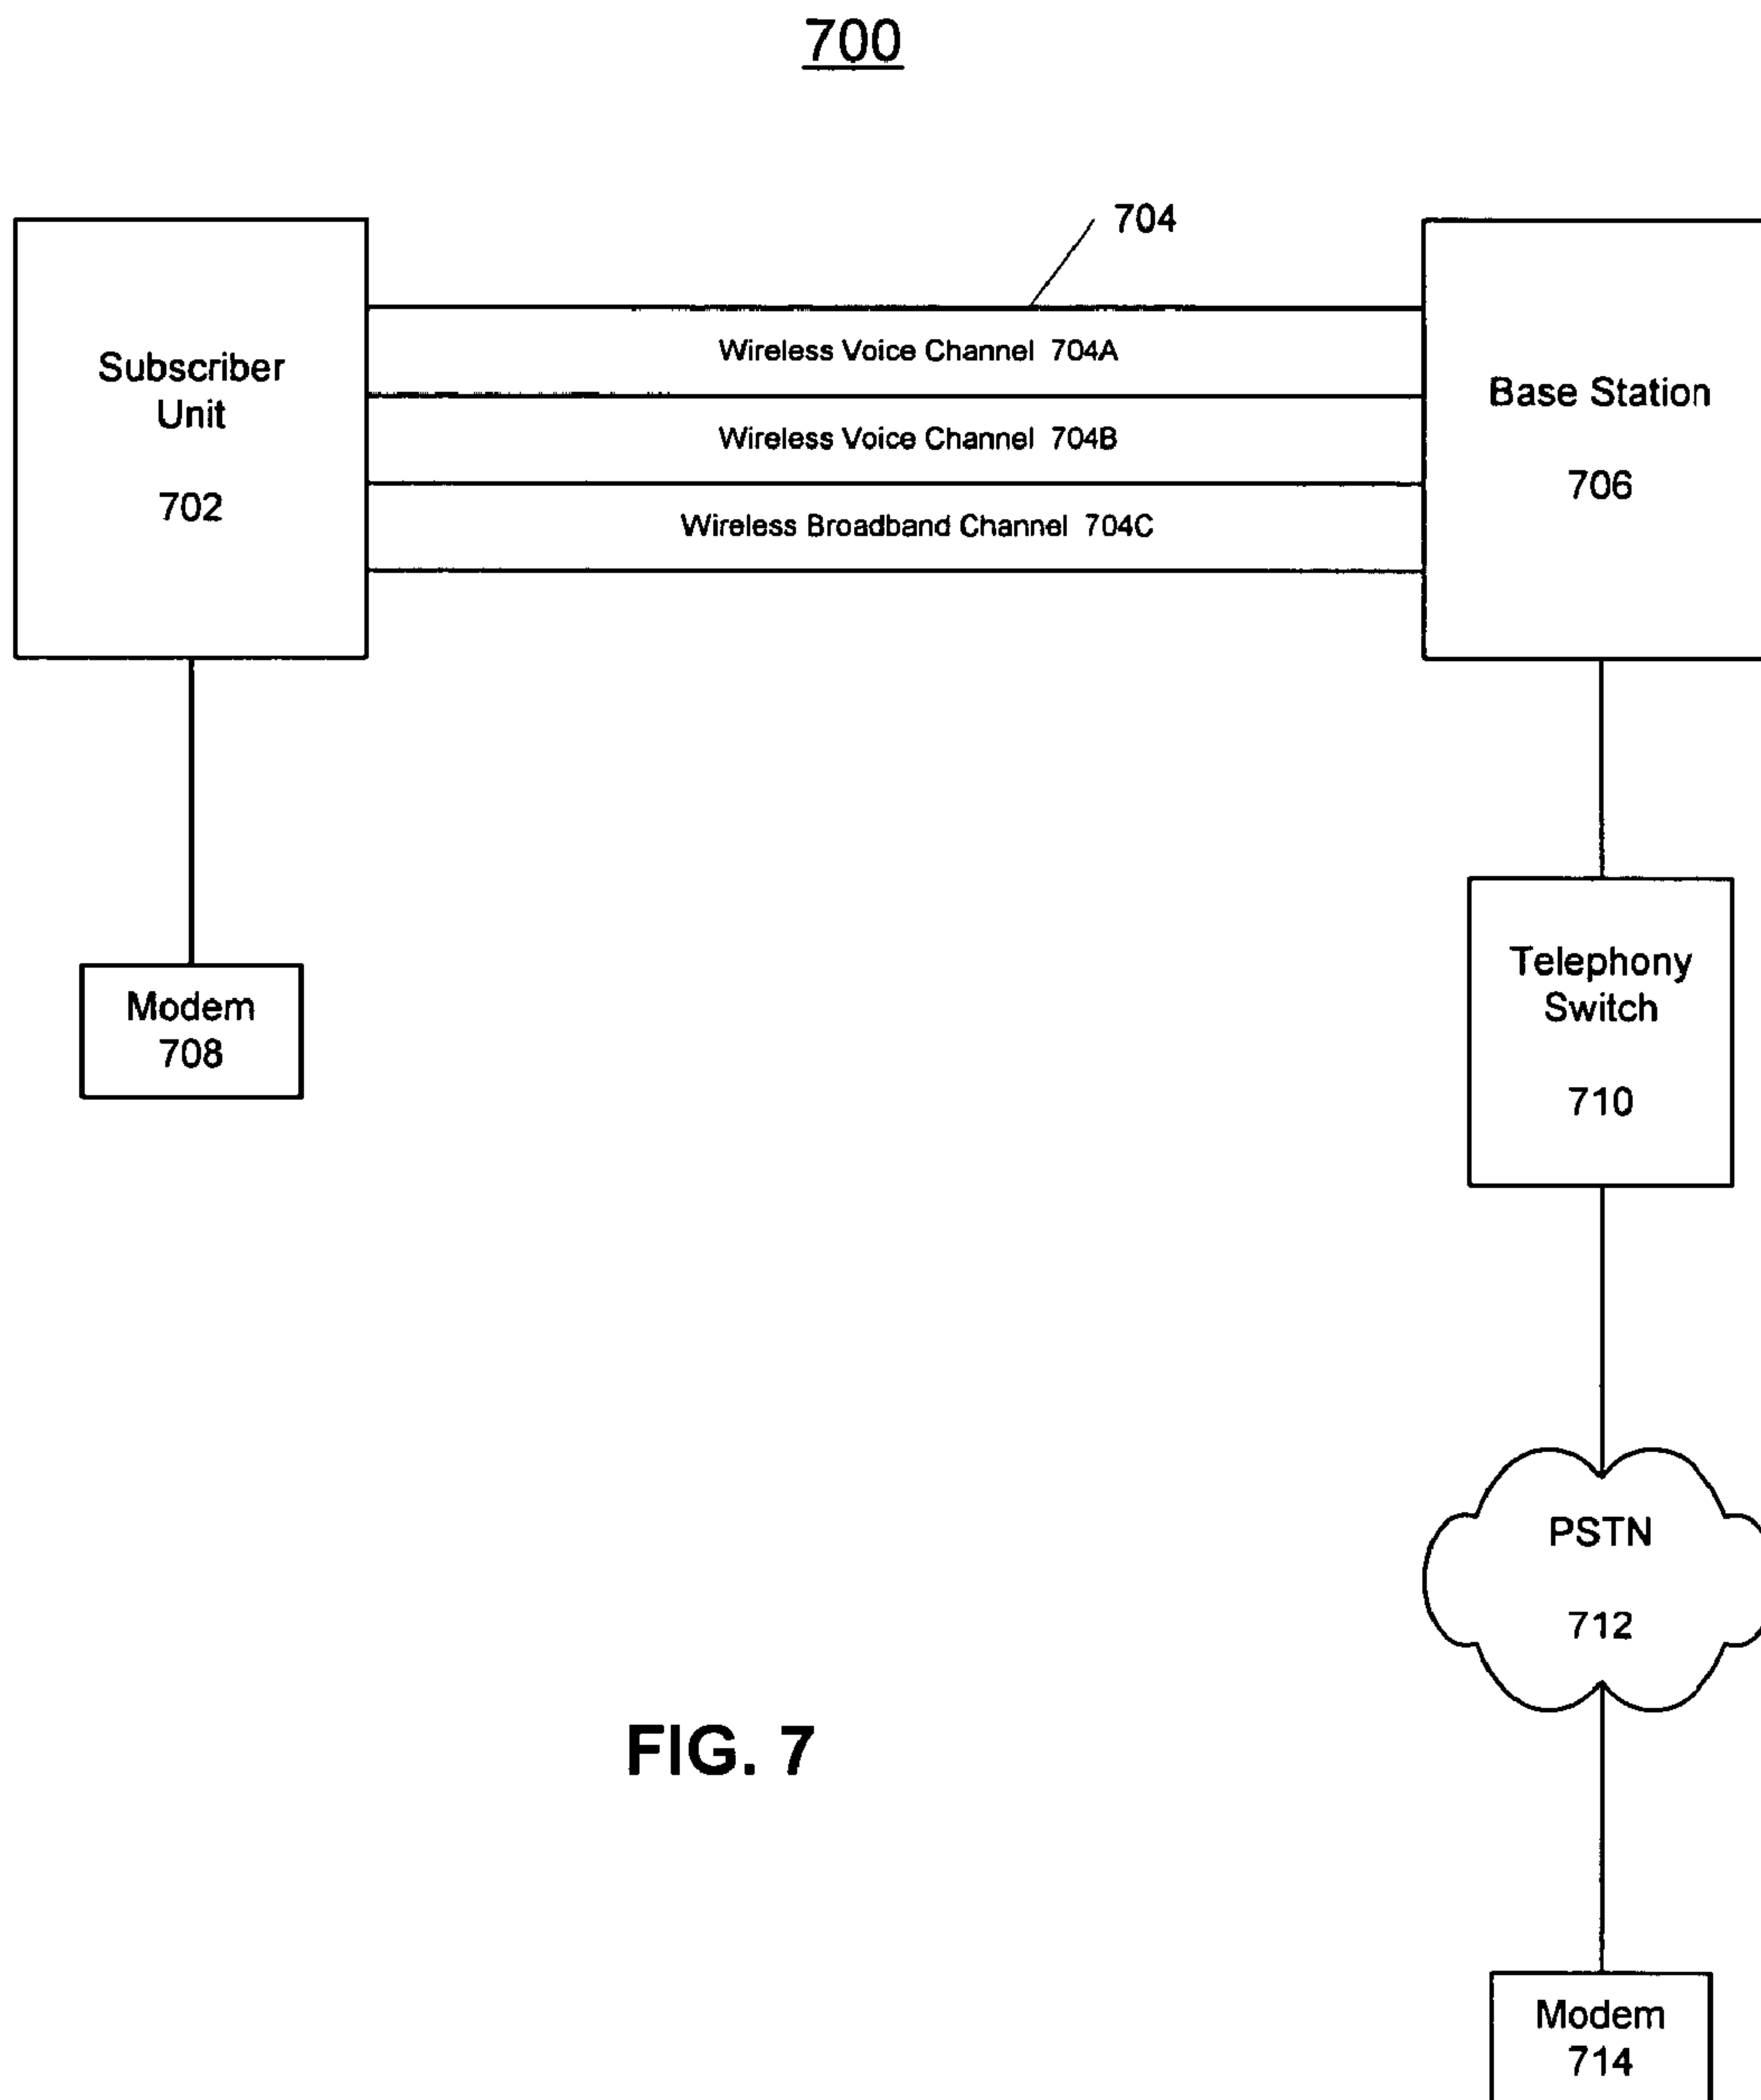 700
704
Subscriber
Unit
702
Wireless Voice Channel 704A
Wireless Voice Channel 704B
Wireless Broadband Channel 704C
Base Station
706
Modem
708
Telephony
Switch
710
PSTN
712
FIG. 7
Modem
714